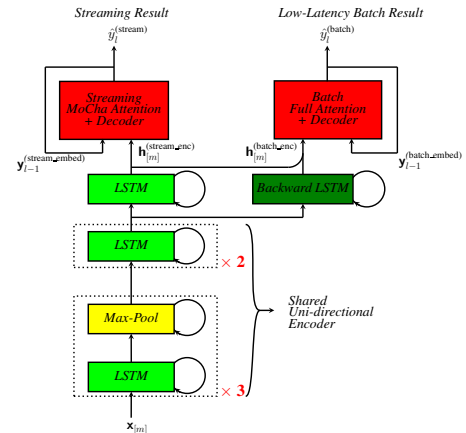 Streaming Result
Low-Latency Batch Result
ŷ_l^(stream)
ŷ_l^(batch)
Streaming
MoCha Attention
+ Decoder
Batch
Full Attention
+ Decoder
y_{l−1}^(stream_embed)
h_[m]^(stream_enc)
h_[m]^(batch_enc)
y_{l−1}^(batch_embed)
LSTM
Backward LSTM
LSTM
× 2
Max-Pool
Shared
Uni-directional
Encoder
LSTM
× 3
x_[m]